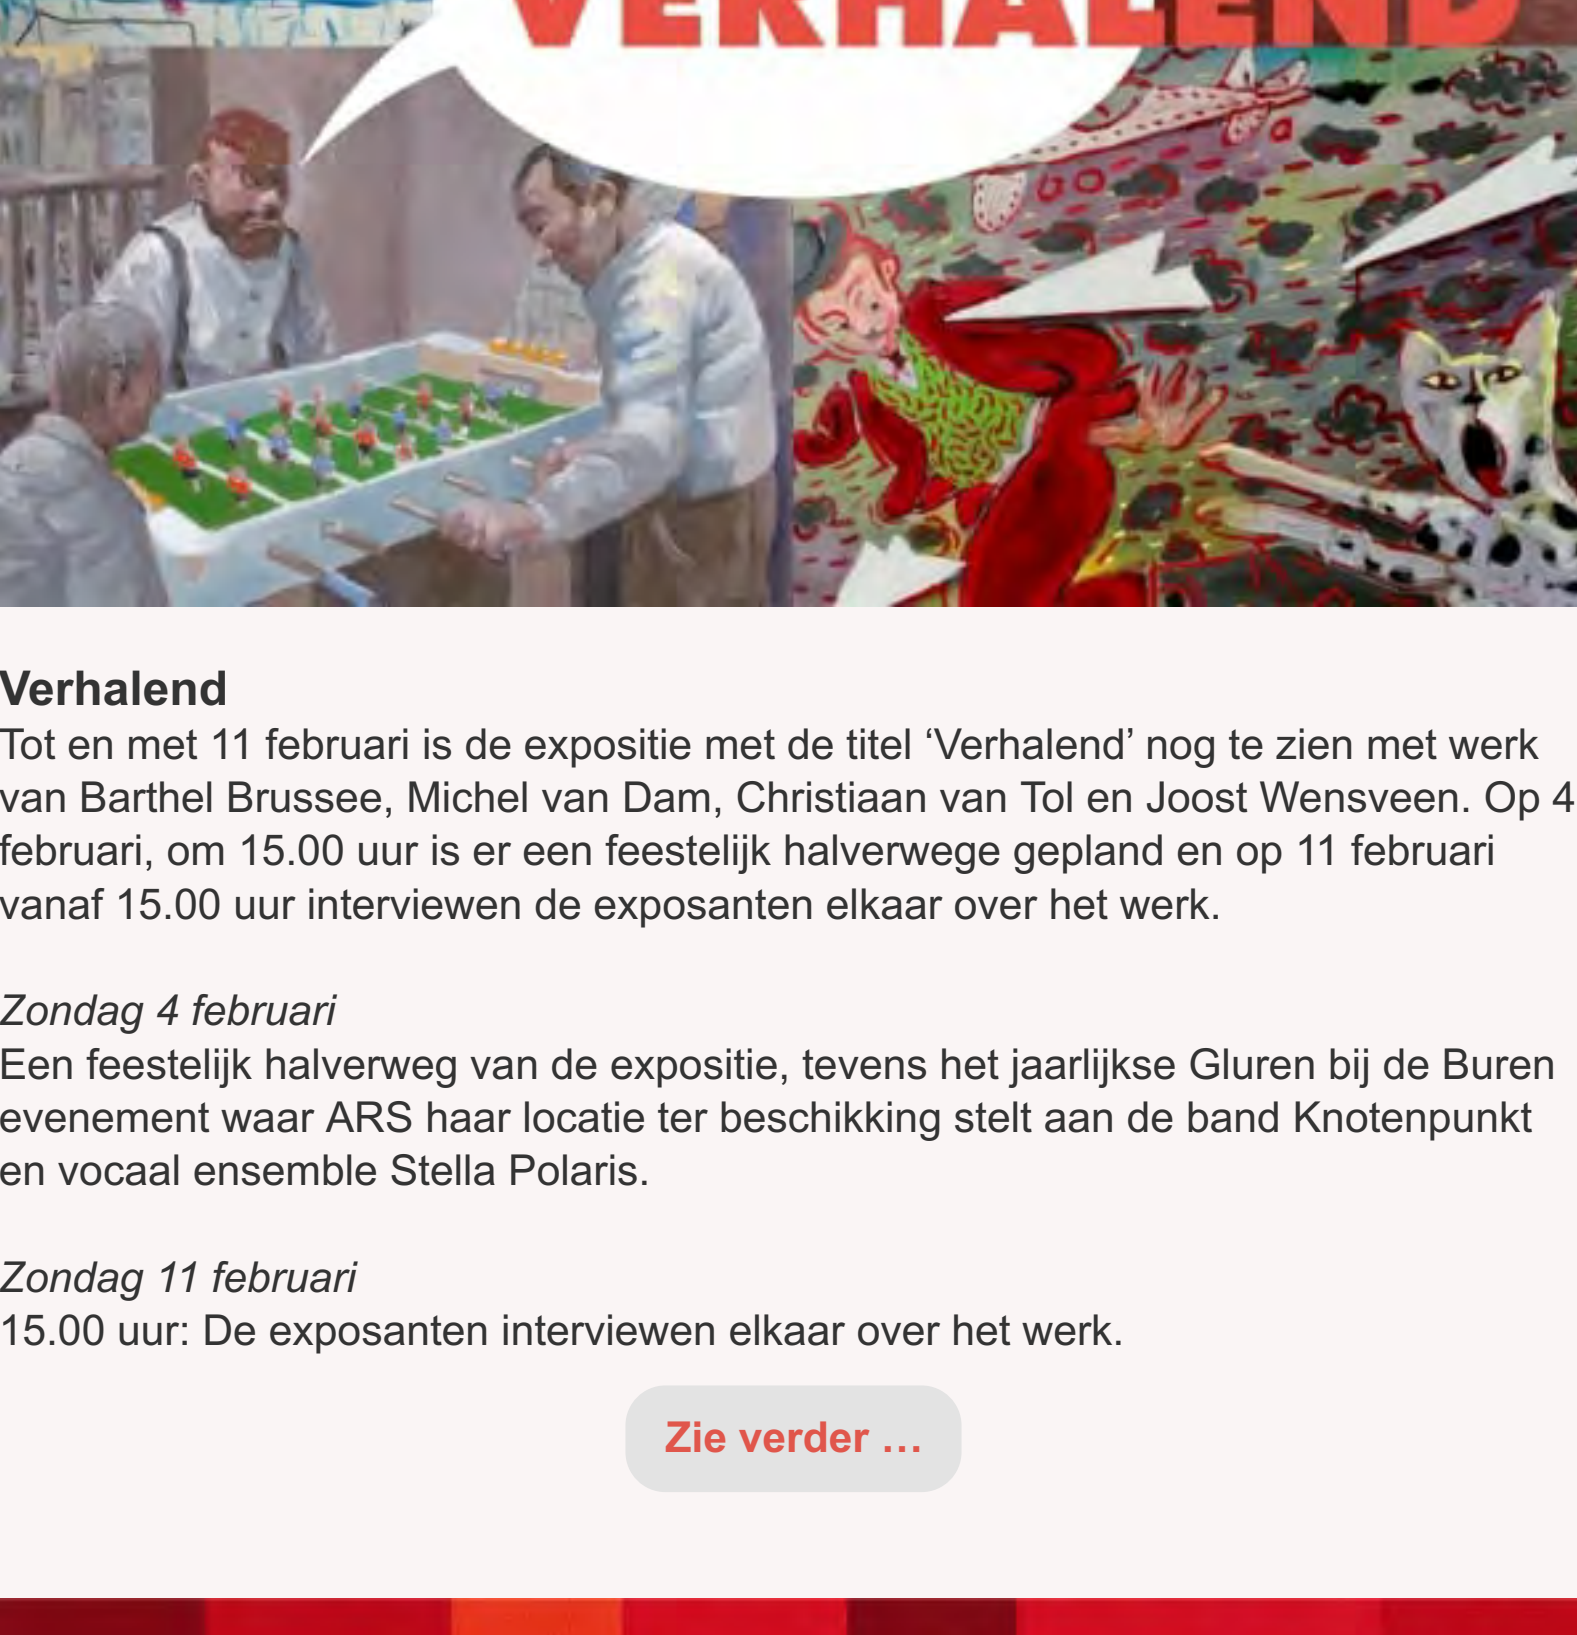 VERHALEND
Verhalend
Tot en met 11 februari is de expositie met de titel ‘Verhalend’ nog te zien met werk
van Barthel Brussee, Michel van Dam, Christiaan van Tol en Joost Wensveen. Op 4
februari, om 15.00 uur is er een feestelijk halverwege gepland en op 11 februari
vanaf 15.00 uur interviewen de exposanten elkaar over het werk.
Zondag 4 februari
Een feestelijk halverweg van de expositie, tevens het jaarlijkse Gluren bij de Buren
evenement waar ARS haar locatie ter beschikking stelt aan de band Knotenpunkt
en vocaal ensemble Stella Polaris.
Zondag 11 februari
15.00 uur: De exposanten interviewen elkaar over het werk.
Zie verder …